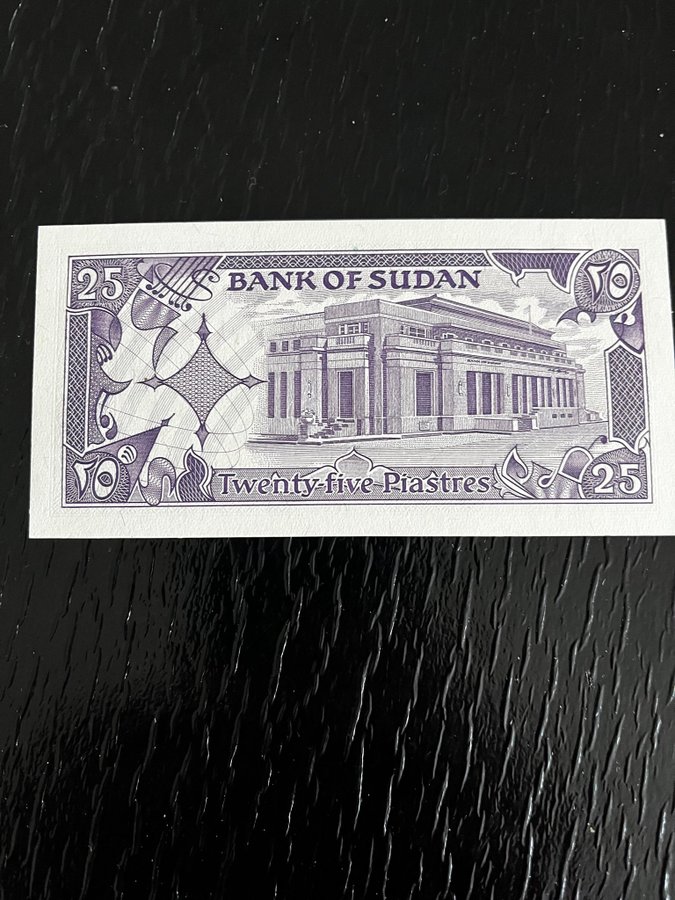 BANK OF SUDAN
25
٢٥
٢٥
Twenty-five Piastres
25